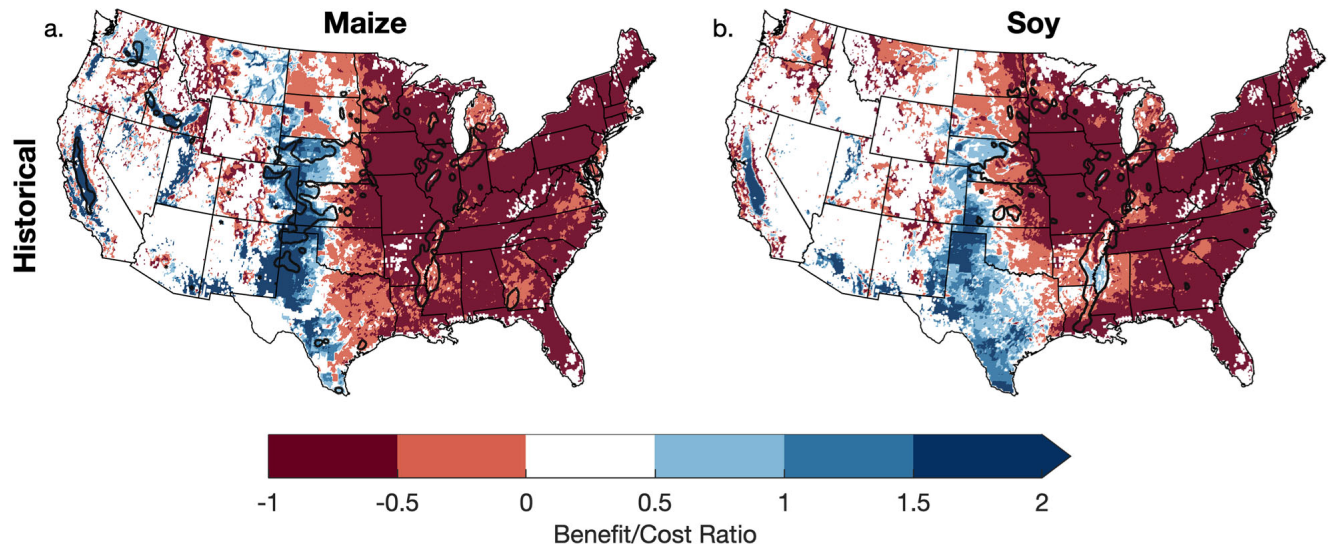 a.
Maize
b.
Soy
Historical
-1
-0.5
0
0.5
1
1.5
2
Benefit/Cost Ratio